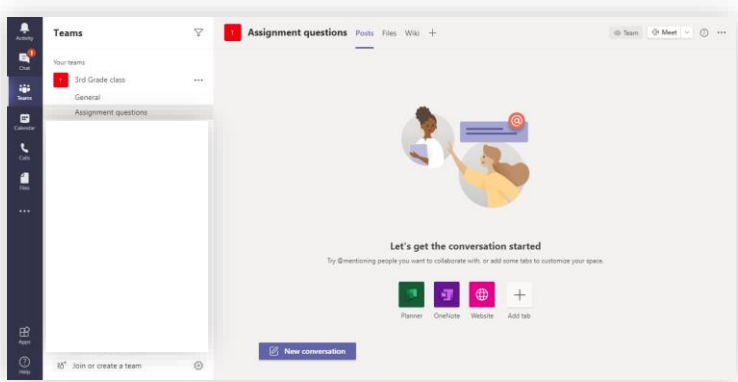 Activity
1
Chat
Teams
Calendar
Calls
Files
Apps
Help
Teams
Your teams
3rd Grade class
General
Assignment questions
Join or create a team
Assignment questions Posts Files Wiki
Team Meet
@
Let's get the conversation started
Try @mentioning people you want to collaborate with, or add some tabs to customize your space.
Planner OneNote Website Add tab
New conversation